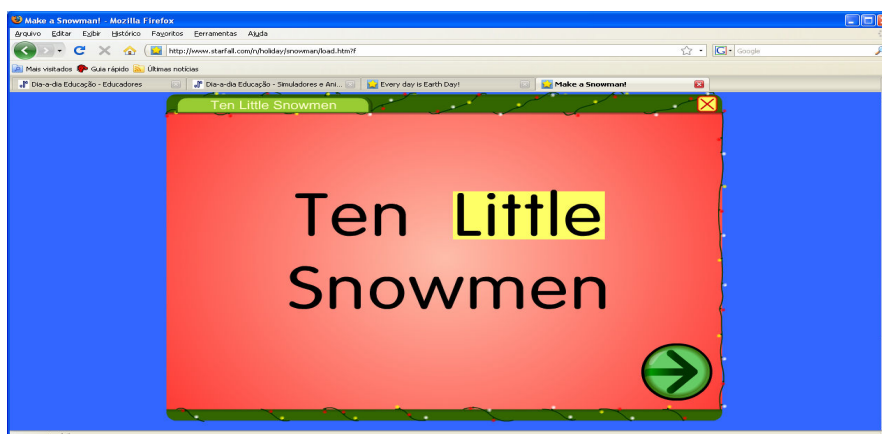 Make a Snowman! - Mozilla Firefox
Arquivo Editar Exibir Histórico Favoritos Ferramentas Ajuda
http://www.starfall.com/n/holiday/snowman/load.htm?f
G Google
Mais visitados Guia rápido Últimas notícias
Dia-a-dia Educação - Educadores Dia-a-dia Educação - Simuladores e Ani... Every day is Earth Day! Make a Snowman!
Ten Little Snowmen
Ten Little
Snowmen